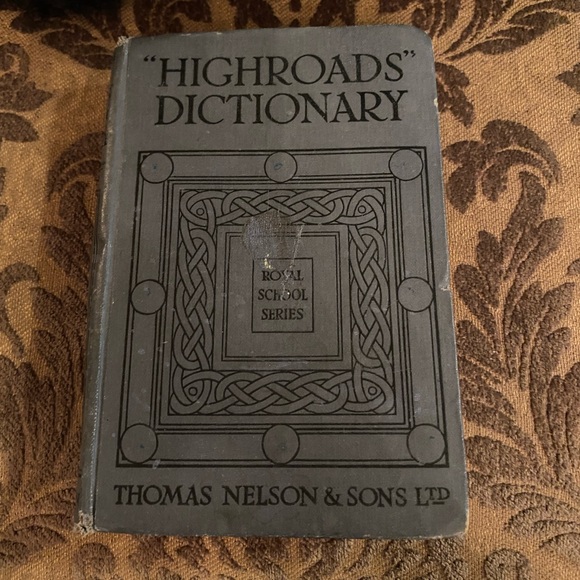 "HIGHROADS"
DICTIONARY
ROYAL
SCHOOL
SERIES
THOMAS NELSON & SONS LTD